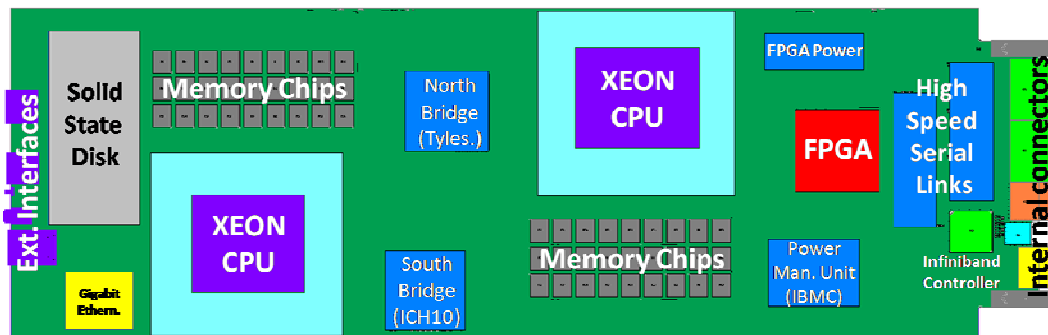 Ext. Interfaces
Solid
State
Disk
Gigabit
Ethern.
Memory Chips
XEON
CPU
North
Bridge
(Tyles.)
South
Bridge
(ICH10)
XEON
CPU
Memory Chips
FPGA Power
FPGA
Power
Man. Unit
(IBMC)
High
Speed
Serial
Links
Infiniband
Controller
Internal connectors